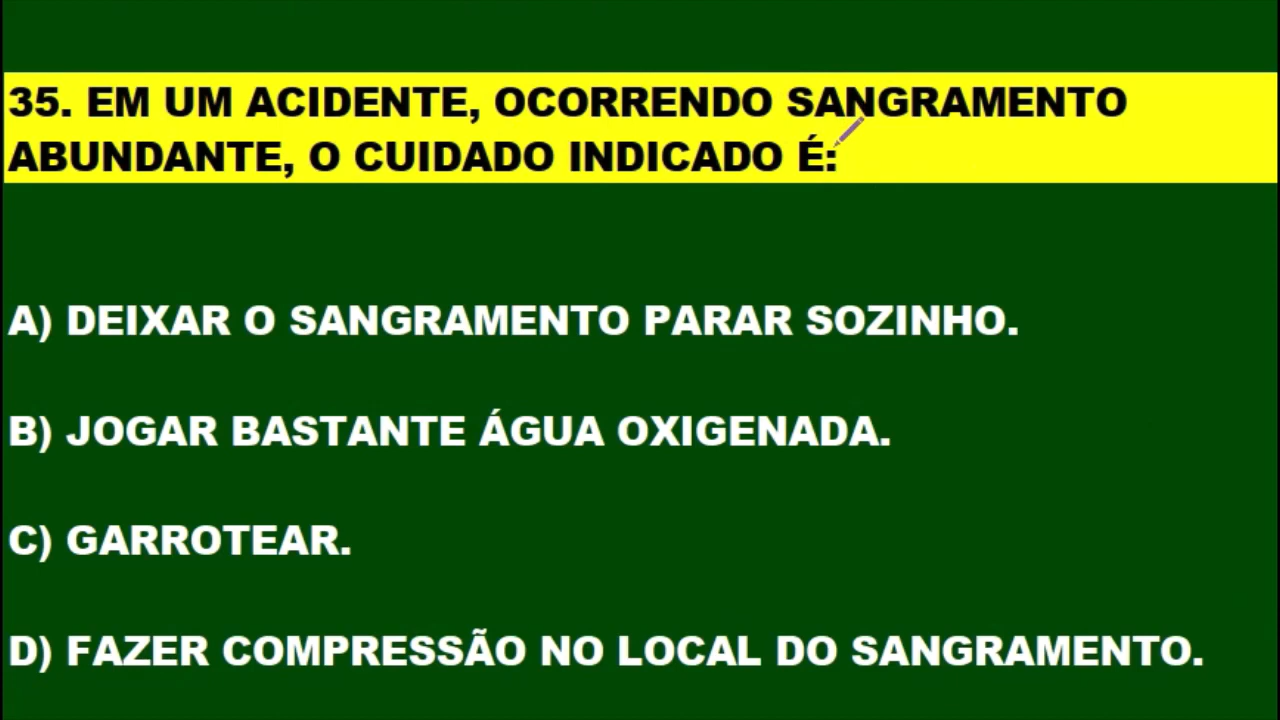 35. EM UM ACIDENTE, OCORRENDO SANGRAMENTO
ABUNDANTE, O CUIDADO INDICADO É:
A) DEIXAR O SANGRAMENTO PARAR SOZINHO.
B) JOGAR BASTANTE ÁGUA OXIGENADA.
C) GARROTEAR.
D) FAZER COMPRESSÃO NO LOCAL DO SANGRAMENTO.